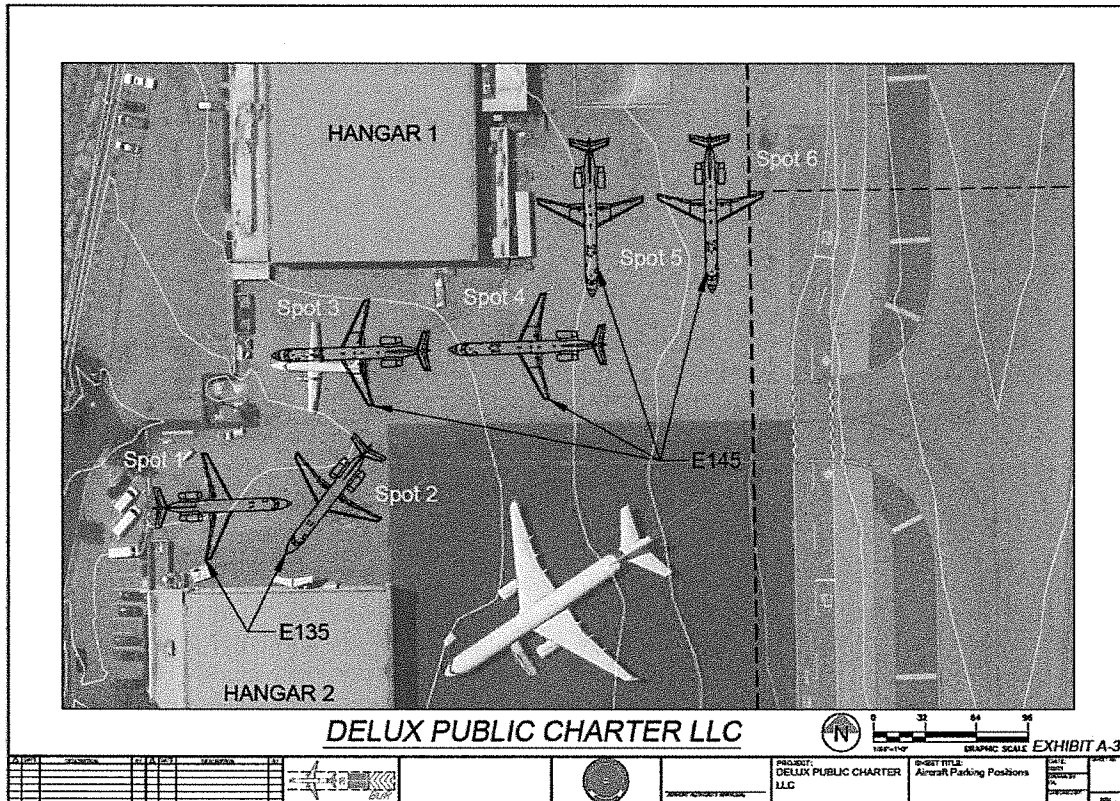 HANGAR 1
Spot 6
Spot 5
Spot 3
Spot 4
E145
Spot 1
Spot 2
E135
HANGAR 2
DELUX PUBLIC CHARTER LLC
N
0 32 64 96
GRAPHIC SCALE
EXHIBIT A-3
PROJECT:
DELUX PUBLIC CHARTER
LLC
SHEET TITLE:
Aircraft Parking Positions